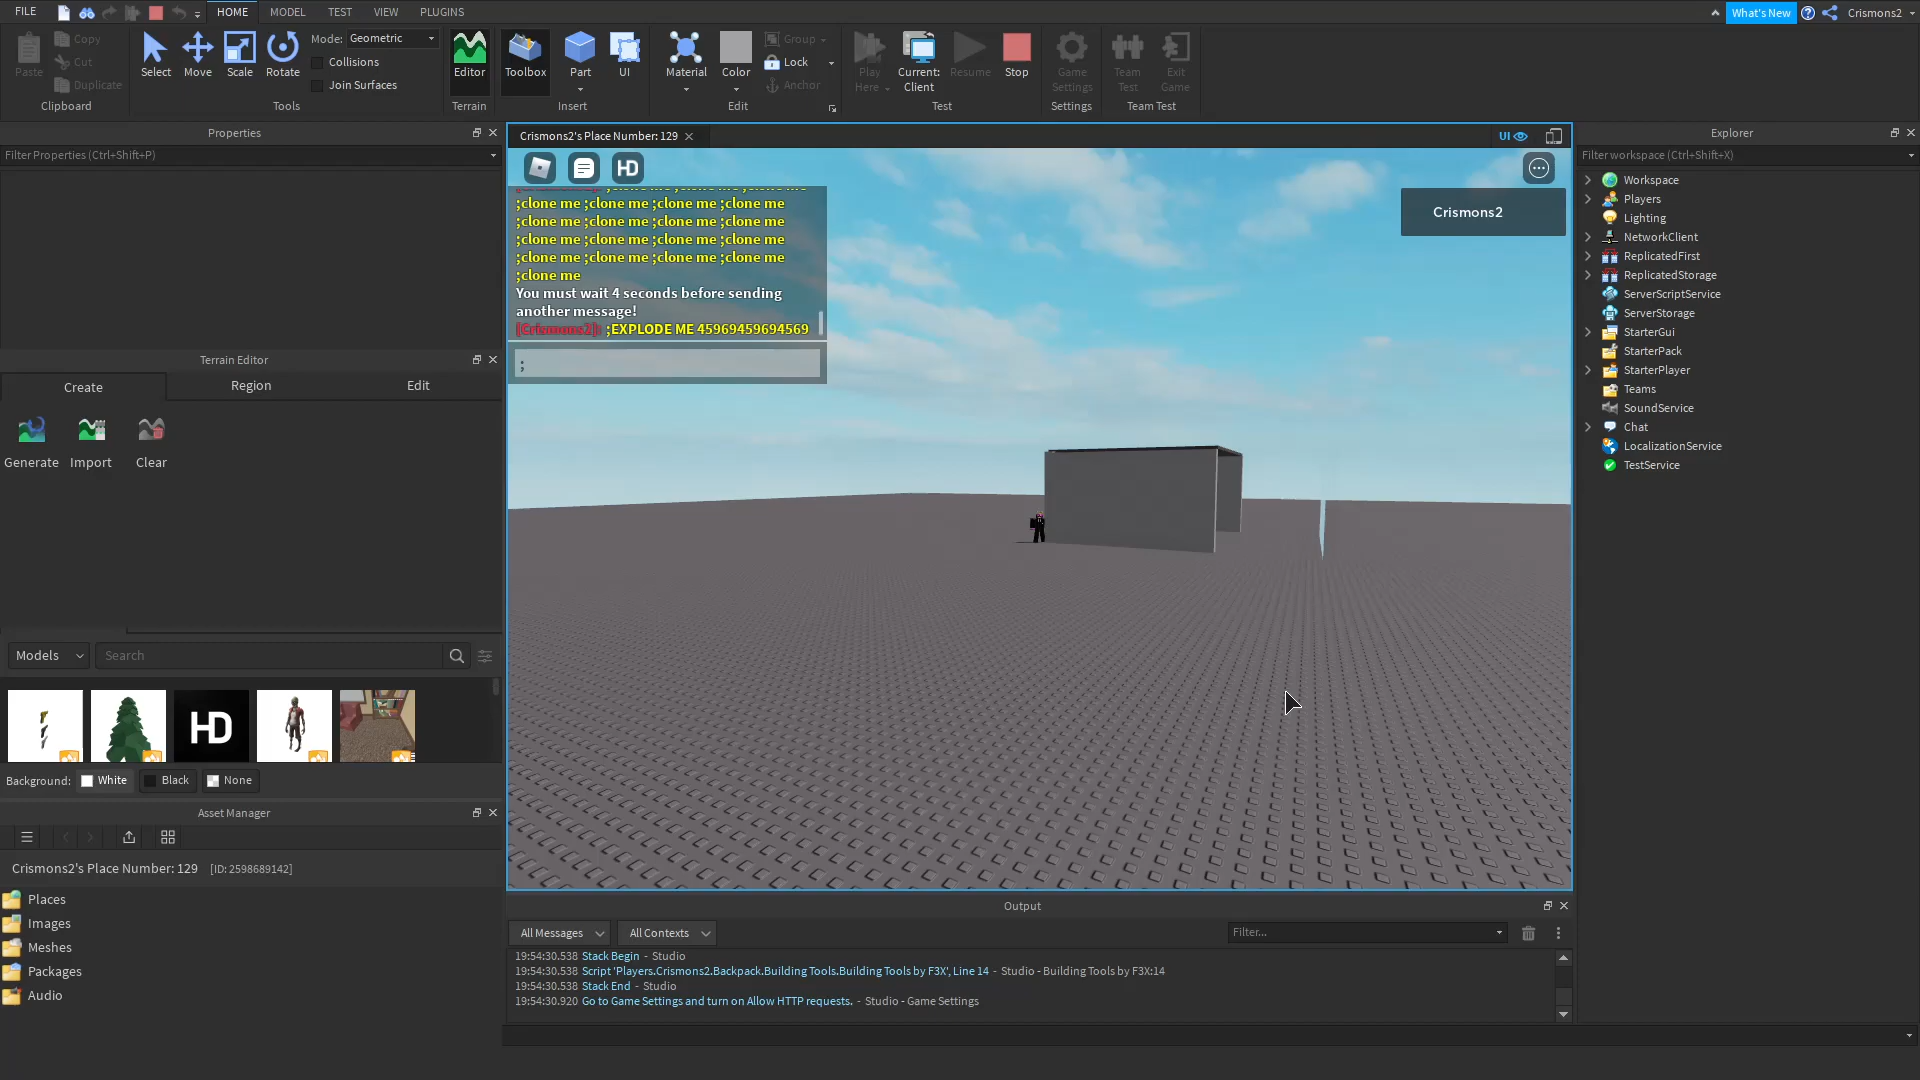 FILE
HOME
MODEL
TEST
VIEW
PLUGINS
What's New
Crismons2
Paste
Copy
Cut
Duplicate
Clipboard
Select
Move
Scale
Rotate
Mode: Geometric
Collisions
Join Surfaces
Tools
Editor
Terrain
Toolbox
Part
UI
Insert
Material
Color
Group
Lock
Anchor
Edit
Play Here
Current: Client
Resume
Stop
Test
Game Settings
Settings
Team Test
Exit Game
Team Test
Properties
Filter Properties (Ctrl+Shift+P)
Terrain Editor
Create
Region
Edit
Generate
Import
Clear
Models
Search
HD
Background:
White
Black
None
Asset Manager
Crismons2's Place Number: 129 [ID: 2598689142]
Places
Images
Meshes
Packages
Audio
Crismons2's Place Number: 129
UI
HD
;clone me ;clone me ;clone me
;clone me ;clone me ;clone me ;clone me
;clone me ;clone me ;clone me ;clone me
;clone me ;clone me ;clone me ;clone me
;clone me ;clone me ;clone me ;clone me
;clone me
You must wait 4 seconds before sending
another message!
[Crismons2]: ;EXPLODE ME 45969459694569
;
Crismons2
Output
All Messages
All Contexts
Filter...
19:54:30.538 Stack Begin - Studio
19:54:30.538 Script 'Players.Crismons2.Backpack.Building Tools.Building Tools by F3X', Line 14 - Studio - Building Tools by F3X:14
19:54:30.538 Stack End - Studio
19:54:30.920 Go to Game Settings and turn on Allow HTTP requests. - Studio - Game Settings
Explorer
Filter workspace (Ctrl+Shift+X)
Workspace
Players
Lighting
NetworkClient
ReplicatedFirst
ReplicatedStorage
ServerScriptService
ServerStorage
StarterGui
StarterPack
StarterPlayer
Teams
SoundService
Chat
LocalizationService
TestService